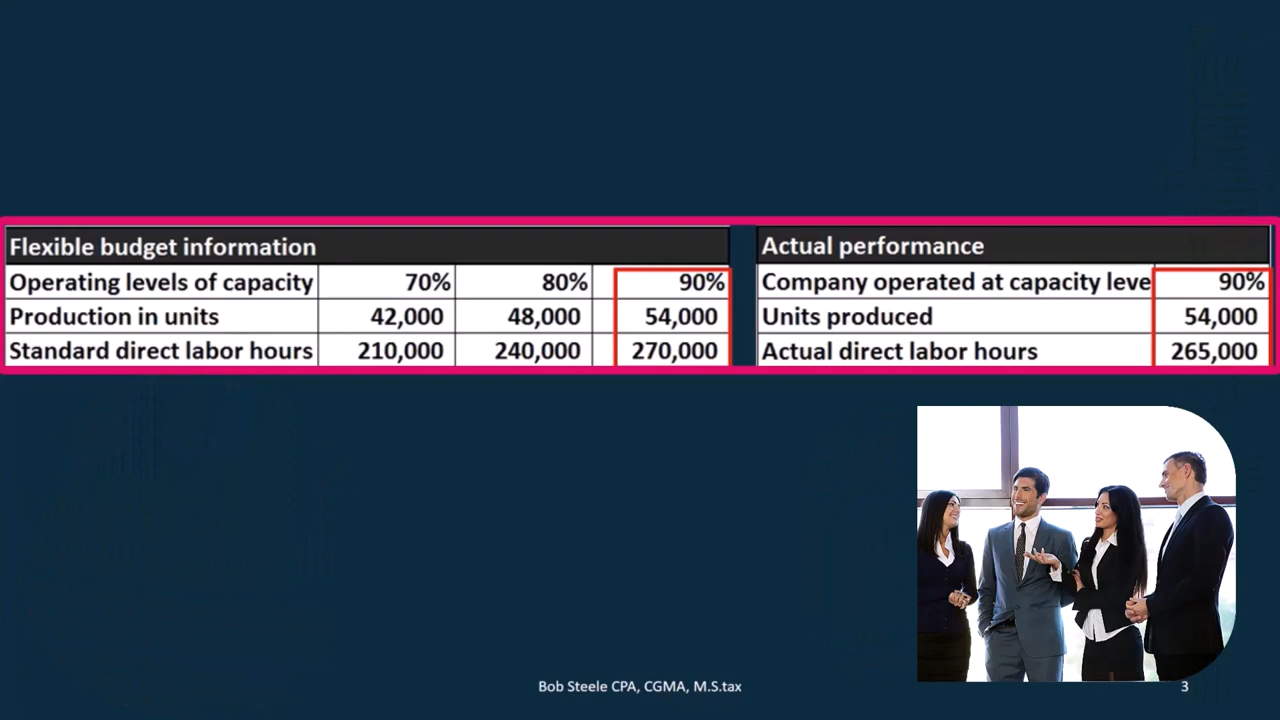 Flexible budget information
Operating levels of capacity 70% 80% 90%
Production in units 42,000 48,000 54,000
Standard direct labor hours 210,000 240,000 270,000
Actual performance
Company operated at capacity leve 90%
Units produced 54,000
Actual direct labor hours 265,000
Bob Steele CPA, CGMA, M.S.tax
3